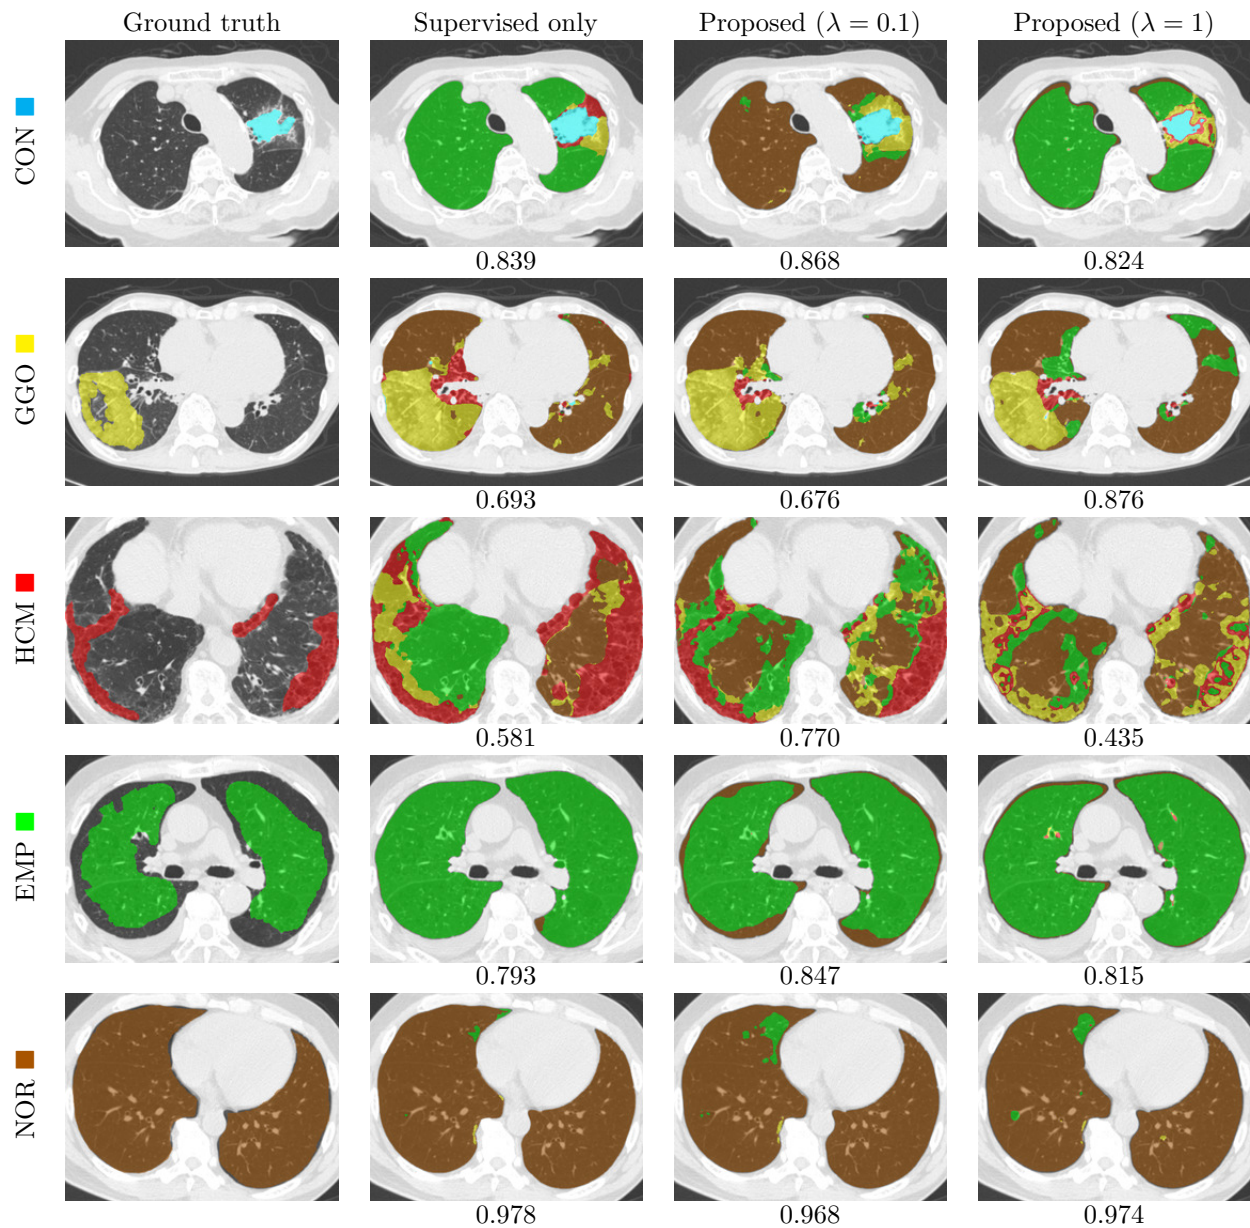 Ground truth
Supervised only
Proposed (λ = 0.1)
Proposed (λ = 1)
CON
0.839
0.868
0.824
GGO
0.693
0.676
0.876
HCM
0.581
0.770
0.435
EMP
0.793
0.847
0.815
NOR
0.978
0.968
0.974